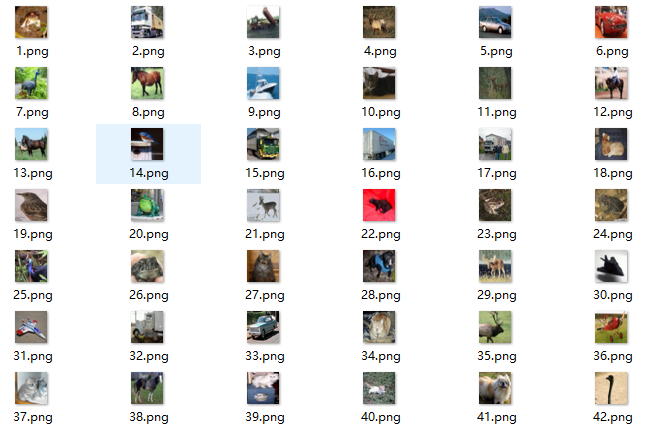 1.png 2.png 3.png 4.png 5.png 6.png
7.png 8.png 9.png 10.png 11.png 12.png
13.png 14.png 15.png 16.png 17.png 18.png
19.png 20.png 21.png 22.png 23.png 24.png
25.png 26.png 27.png 28.png 29.png 30.png
31.png 32.png 33.png 34.png 35.png 36.png
37.png 38.png 39.png 40.png 41.png 42.png